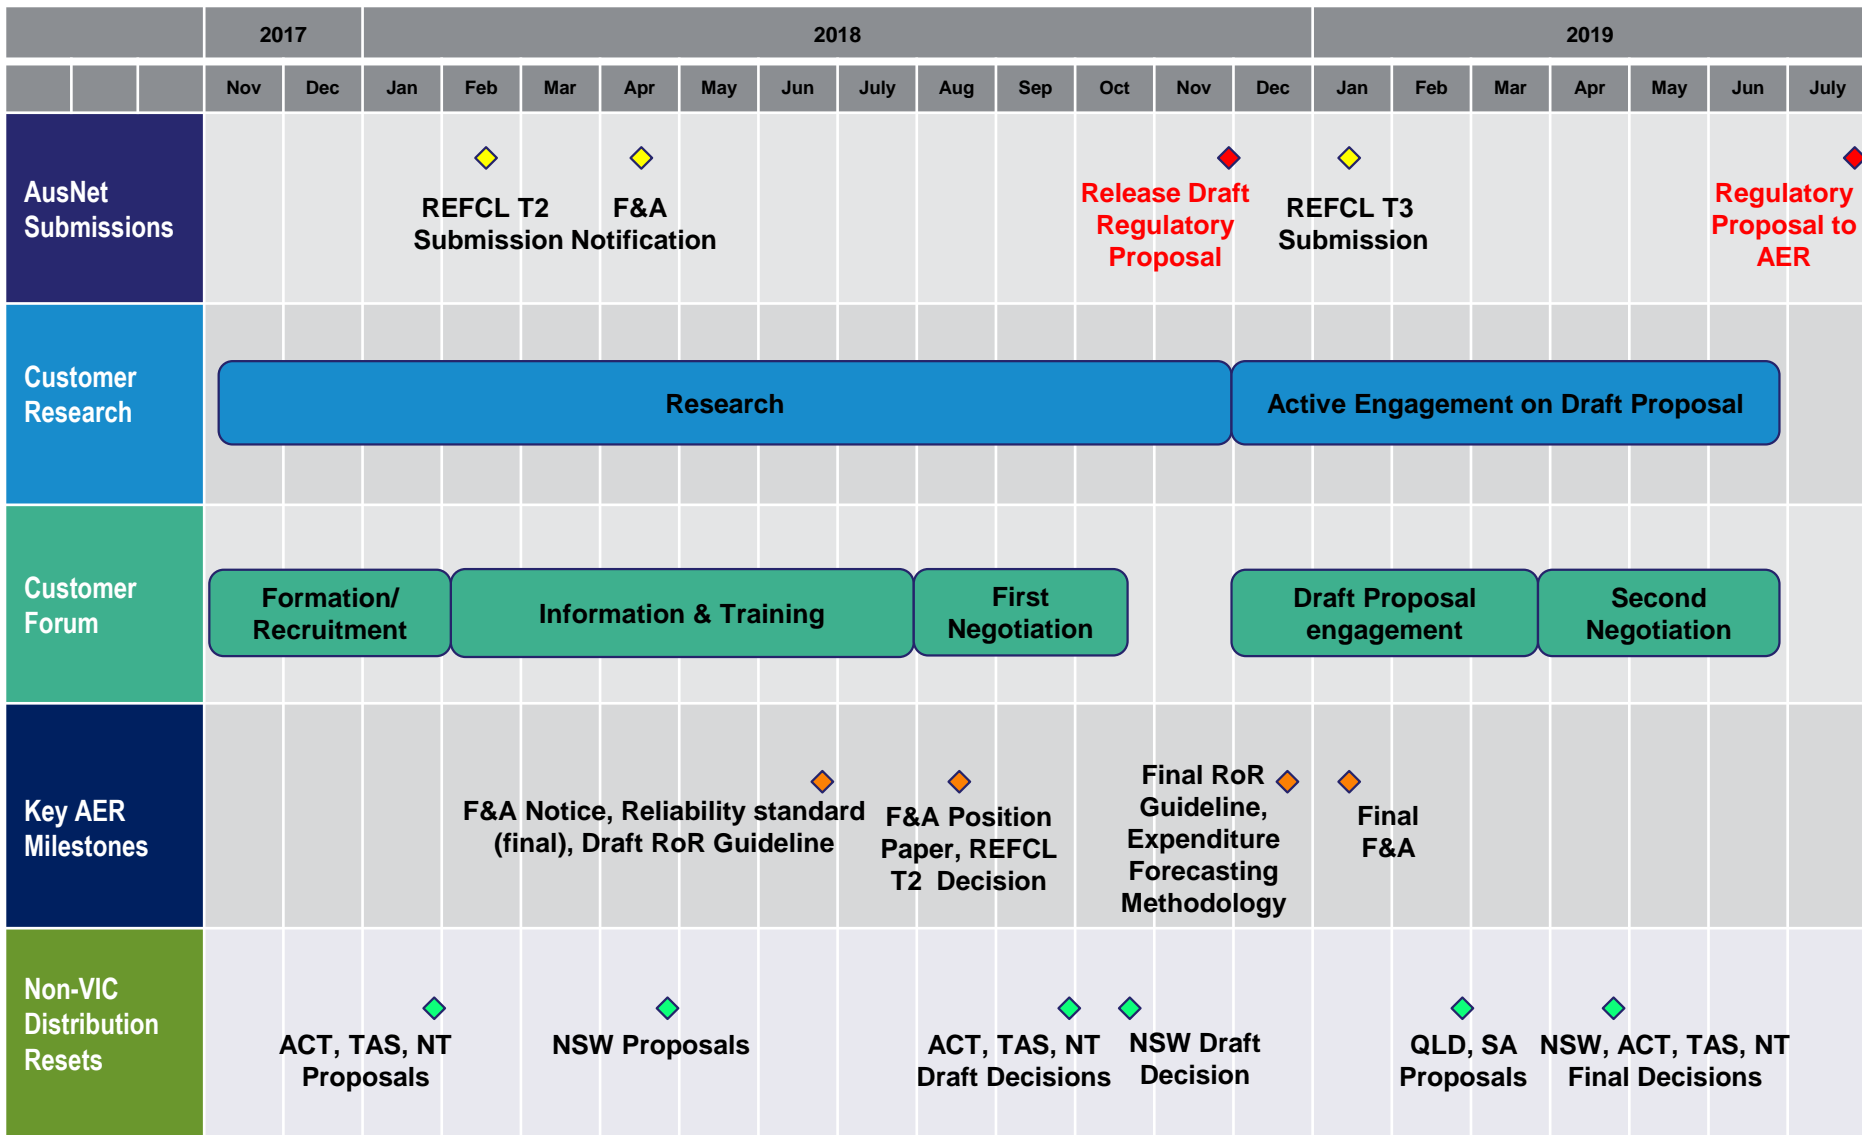 2017
2018
2019
Nov
Dec
Jan
Feb
Mar
Apr
May
Jun
July
Aug
Sep
Oct
Nov
Dec
Jan
Feb
Mar
Apr
May
Jun
July
AusNet
Submissions
REFCL T2
Submission
F&A
Notification
Release Draft
Regulatory
Proposal
REFCL T3
Submission
Regulatory
Proposal to
AER
Customer
Research
Research
Active Engagement on Draft Proposal
Customer
Forum
Formation/
Recruitment
Information & Training
First
Negotiation
Draft Proposal
engagement
Second
Negotiation
Key AER
Milestones
F&A Notice, Reliability standard
(final), Draft RoR Guideline
F&A Position
Paper, REFCL
T2 Decision
Final RoR
Guideline,
Expenditure
Forecasting
Methodology
Final
F&A
Non-VIC
Distribution
Resets
ACT, TAS, NT
Proposals
NSW Proposals
ACT, TAS, NT
Draft Decisions
NSW Draft
Decision
QLD, SA
Proposals
NSW, ACT, TAS, NT
Final Decisions